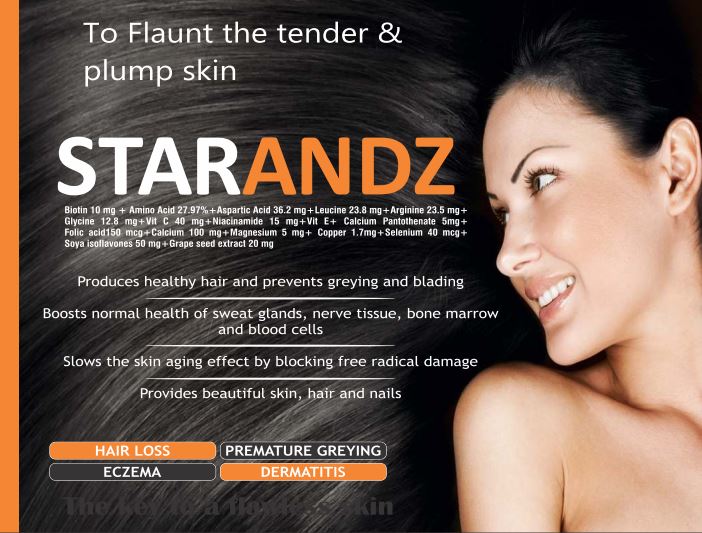 To Flaunt the tender &
plump skin
STARANDZ
Biotin 10 mg + Amino Acid 27.97%+Aspartic Acid 36.2 mg+Leucine 23.8 mg+Arginine 23.5 mg+
Glycine 12.8 mg+Vit C 40 mg+Niacinamide 15 mg+Vit E+ Calcium Pantothenate 5mg+
Folic acid150 mcg+Calcium 100 mg+Magnesium 5 mg+ Copper 1.7mg+Selenium 40 mcg+
Soya isoflavones 50 mg+Grape seed extract 20 mg
Produces healthy hair and prevents greying and blading
Boosts normal health of sweat glands, nerve tissue, bone marrow
and blood cells
Slows the skin aging effect by blocking free radical damage
Provides beautiful skin, hair and nails
HAIR LOSS PREMATURE GREYING
ECZEMA DERMATITIS
The key to a flawless skin